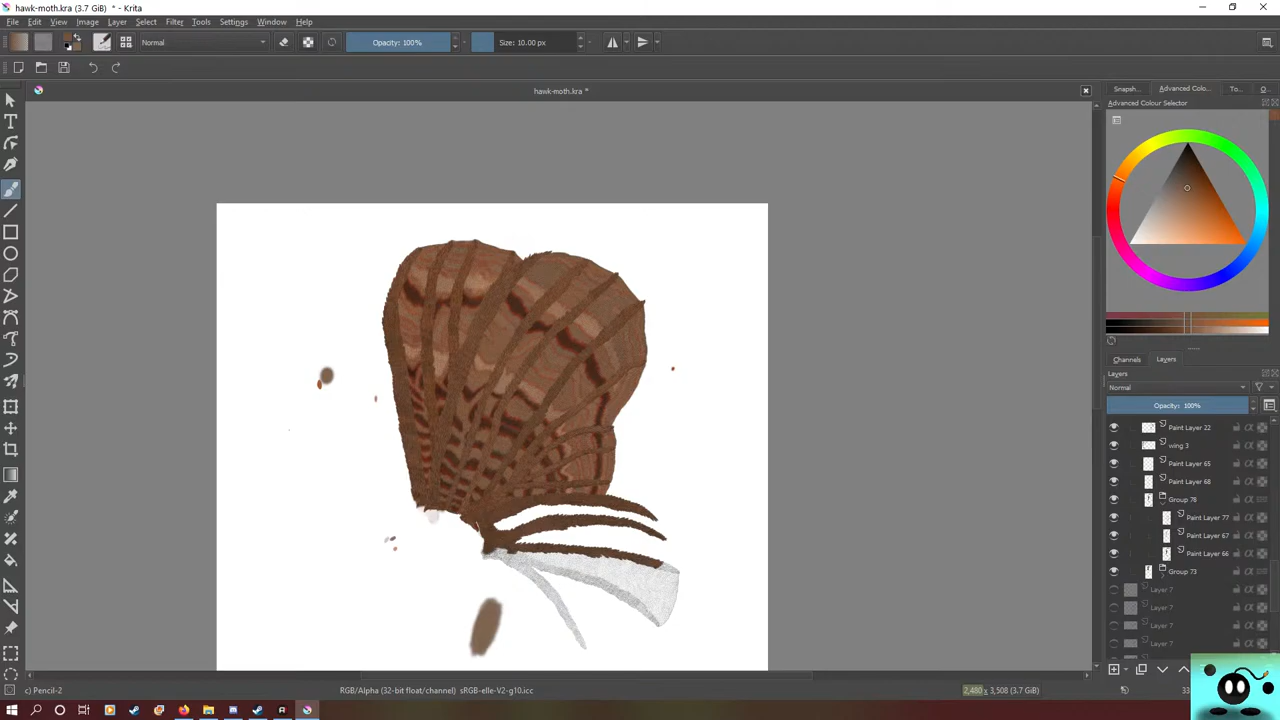 hawk-moth.kra (3.7 GiB) * - Krita
File Edit View Image Layer Select Filter Tools Settings Window Help
Normal Opacity: 100% Size: 10.00 px
hawk-moth.kra *
Snapsh... Advanced Colo... To... O...
Advanced Colour Selector
Channels Layers
Layers
Normal
Opacity: 100%
Paint Layer 22
wing 3
Paint Layer 65
Paint Layer 68
Group 78
Paint Layer 77
Paint Layer 67
Paint Layer 66
Group 73
Layer 7
Layer 7
Layer 7
Layer 7
c) Pencil-2 RGB/Alpha (32-bit float/channel) sRGB-elle-V2-g10.icc 2,480 x 3,508 (3.7 GiB) 33